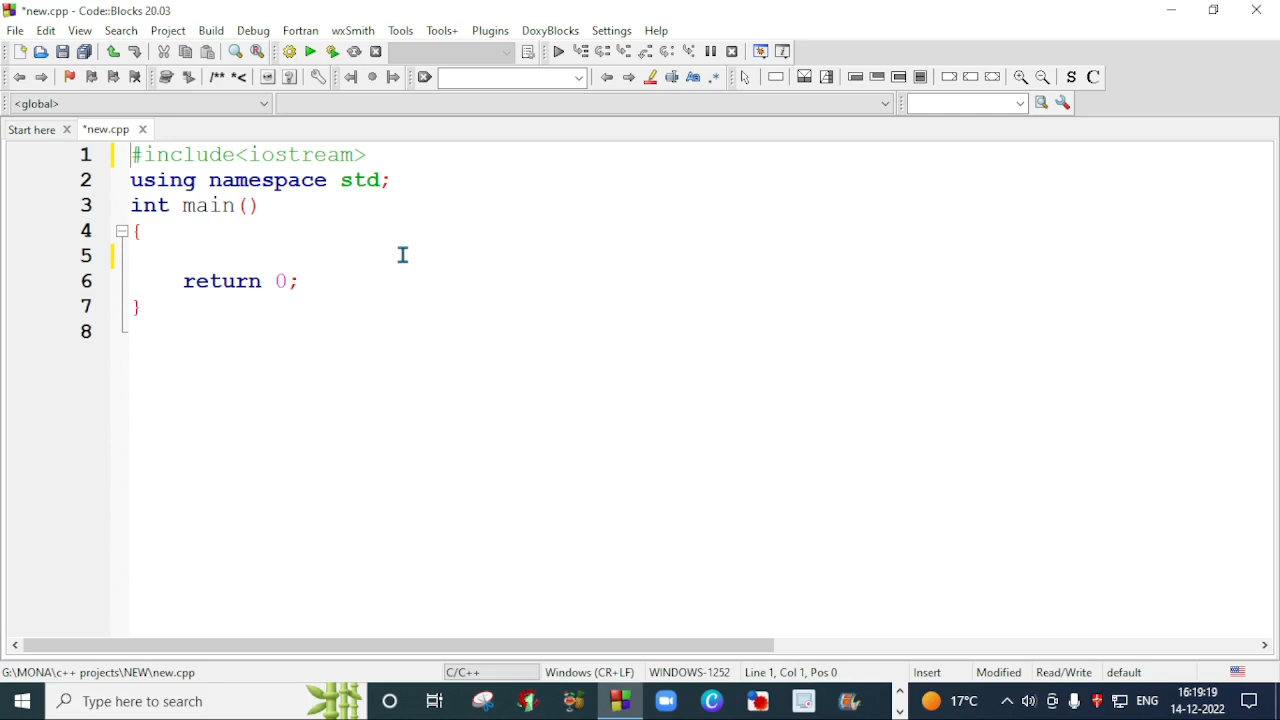 *new.cpp - Code::Blocks 20.03
File Edit View Search Project Build Debug Fortran wxSmith Tools Tools+ Plugins DoxyBlocks Settings Help
/** *<
S C
<global>
Start here *new.cpp
1 #include<iostream>
2 using namespace std;
3 int main()
4 {
5
6 return 0;
7 }
8
G:\MONA\c++ projects\NEW\new.cpp C/C++ Windows (CR+LF) WINDOWS-1252 Line 1, Col 1, Pos 0 Insert Modified Read/Write default
Type here to search 17°C ENG 16:19:19
14-12-2022